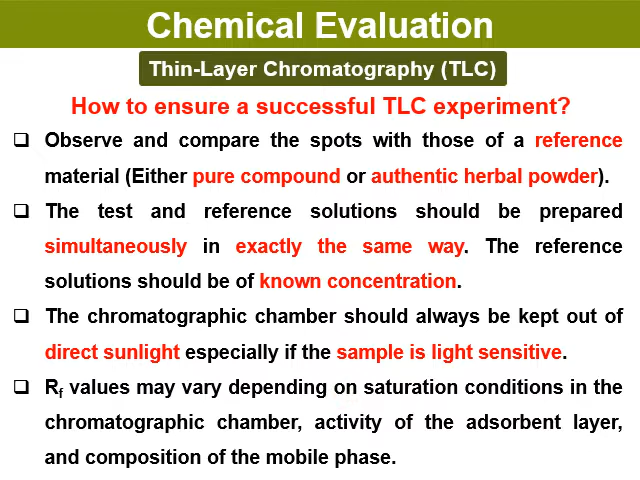 Chemical Evaluation
Thin-Layer Chromatography (TLC)
How to ensure a successful TLC experiment?
❑ Observe and compare the spots with those of a reference
material (Either pure compound or authentic herbal powder).
❑ The test and reference solutions should be prepared
simultaneously in exactly the same way. The reference
solutions should be of known concentration.
❑ The chromatographic chamber should always be kept out of
direct sunlight especially if the sample is light sensitive.
❑ Rf values may vary depending on saturation conditions in the
chromatographic chamber, activity of the adsorbent layer,
and composition of the mobile phase.